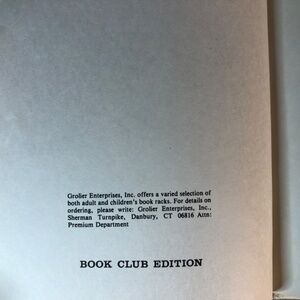 Grolier Enterprises, Inc. offers a varied selection of
both adult and children's book racks. For details on
ordering, please write: Grolier Enterprises, Inc.,
Sherman Turnpike, Danbury, CT 06816 Attn:
Premium Department
BOOK CLUB EDITION